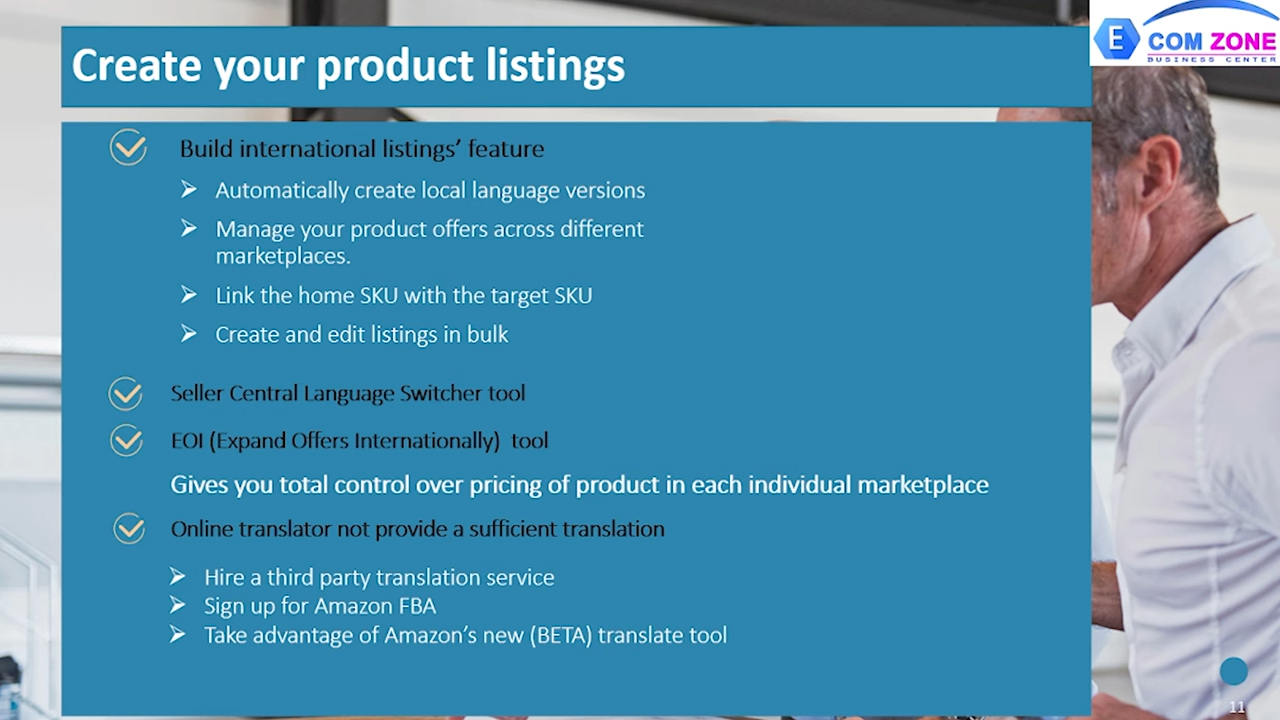 E COM ZONE
BUSINESS CENTER
Create your product listings
Build international listings’ feature
Automatically create local language versions
Manage your product offers across different
marketplaces.
Link the home SKU with the target SKU
Create and edit listings in bulk
Seller Central Language Switcher tool
EOI (Expand Offers Internationally)  tool
Gives you total control over pricing of product in each individual marketplace
Online translator not provide a sufficient translation
Hire a third party translation service
Sign up for Amazon FBA
Take advantage of Amazon’s new (BETA) translate tool
11